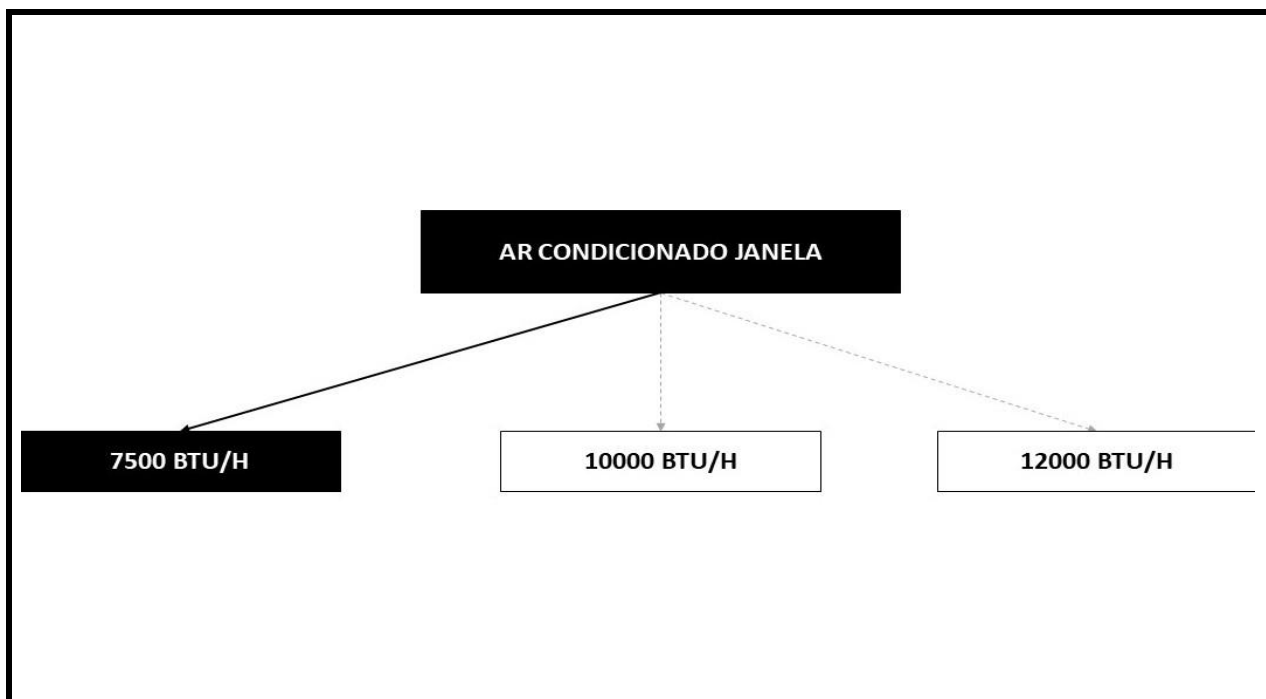 AR CONDICIONADO JANELA
7500 BTU/H
10000 BTU/H
12000 BTU/H